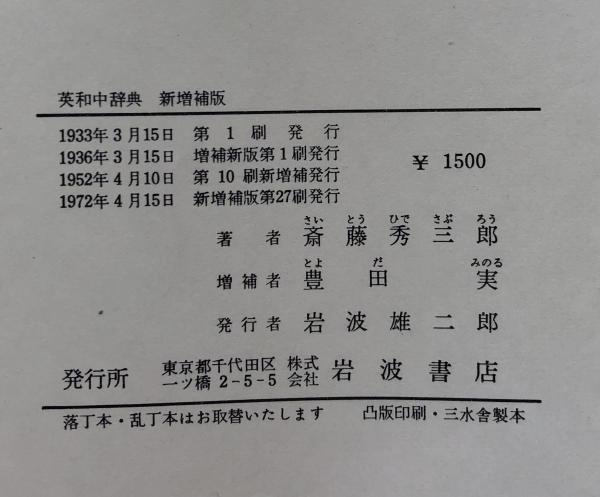 英和中辞典 新増補版
1933年3月15日 第1刷発行
1936年3月15日 増補新版第1刷発行
1952年4月10日 第10刷新増補発行
1972年4月15日 新増補版第27刷発行
¥ 1500
さい とう ひで さぶ ろう
著者 斎藤秀三郎
とよ だ みのる
増補者 豊田実
発行者 岩波雄二郎
発行所 東京都千代田区一ツ橋2-5-5 株式会社 岩波書店
落丁本・乱丁本はお取替いたします 凸版印刷・三水舎製本